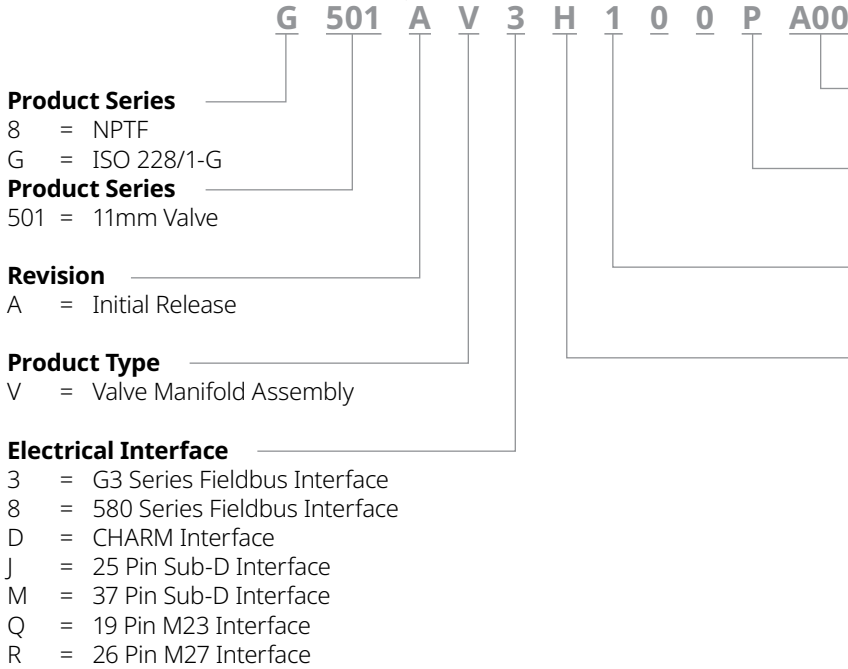 G 501 A V 3 H 1 0 0 P A00
Product Series
8 = NPTF
G = ISO 228/1-G
Product Series
501 = 11mm Valve
Revision
A = Initial Release
Product Type
V = Valve Manifold Assembly
Electrical Interface
3 = G3 Series Fieldbus Interface
8 = 580 Series Fieldbus Interface
D = CHARM Interface
J = 25 Pin Sub-D Interface
M = 37 Pin Sub-D Interface
Q = 19 Pin M23 Interface
R = 26 Pin M27 Interface